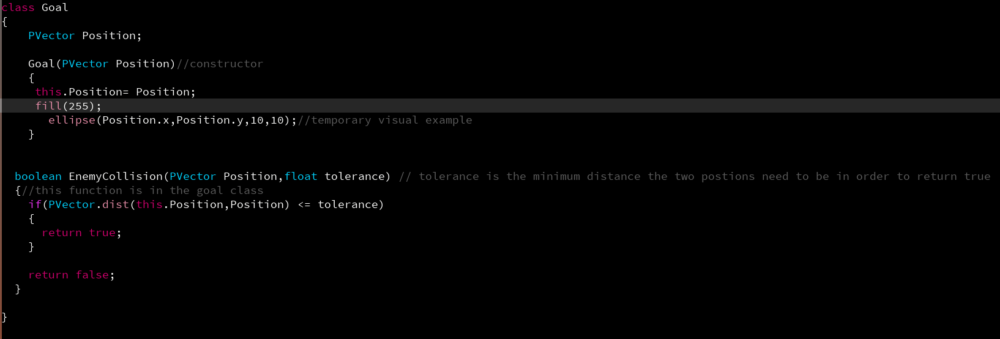 class Goal
{
    PVector Position;
    Goal(PVector Position)//constructor
    {
     this.Position= Position;
     fill(255);
       ellipse(Position.x,Position.y,10,10);//temporary visual example
    }
  boolean EnemyCollision(PVector Position,float tolerance) // tolerance is the minimum distance the two postions need to be in order to return true
  {//this function is in the goal class
    if(PVector.dist(this.Position,Position) <= tolerance)
    {
      return true;
    }
    return false;
  }
}